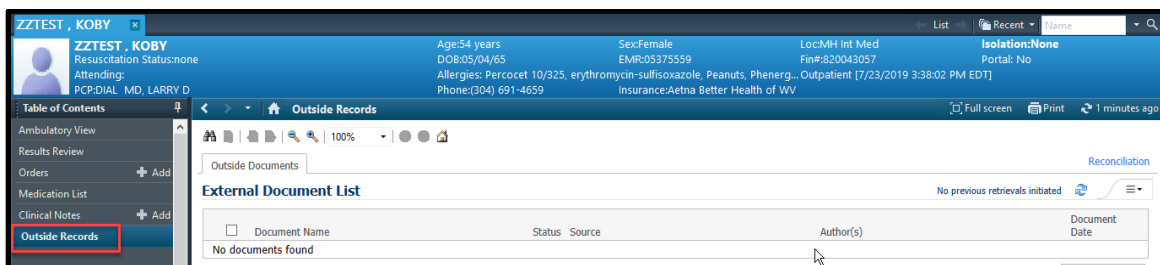 ZZTEST , KOBY
List
Recent
Name
ZZTEST , KOBY
Resuscitation Status:none
Attending:
PCP:DIAL MD, LARRY D
Age:54 years
DOB:05/04/65
Allergies: Percocet 10/325, erythromycin-sulfisoxazole, Peanuts, Phenerg...
Phone:(304) 691-4659
Sex:Female
EMR:05375559
Insurance:Aetna Better Health of WV
Loc:MH Int Med
Fin#:820043057
Outpatient [7/23/2019 3:38:02 PM EDT]
Isolation:None
Portal: No
Table of Contents
Outside Records
Full screen
Print
1 minutes ago
Ambulatory View
Results Review
Orders
Add
Medication List
Clinical Notes
Add
Outside Records
100%
Outside Documents
Reconciliation
External Document List
No previous retrievals initiated
Document Name
Status
Source
Author(s)
Document
Date
No documents found